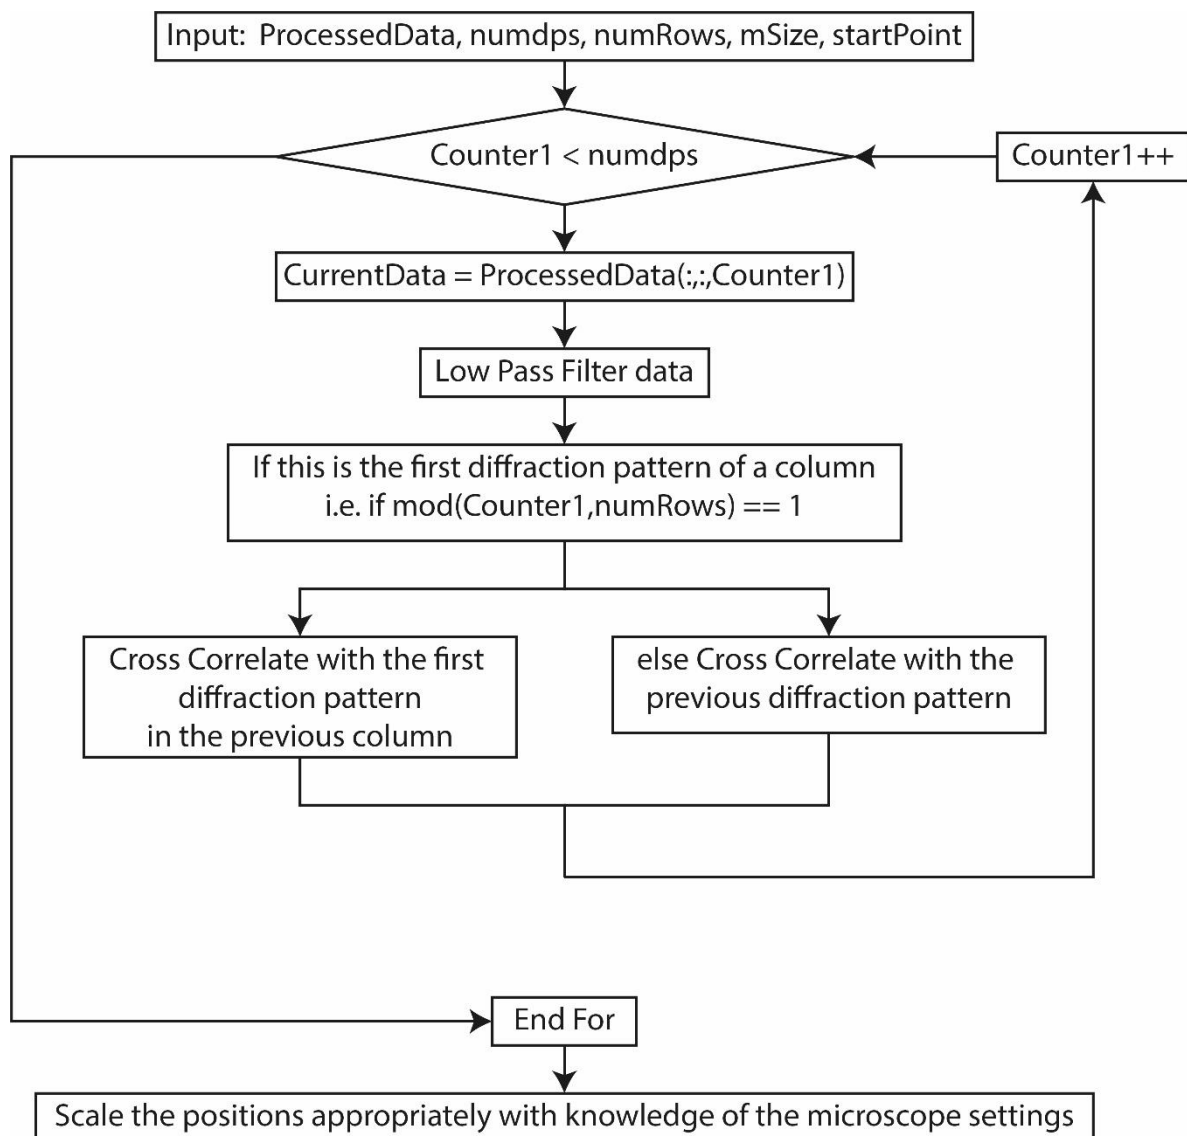 Input:  ProcessedData, numdps, numRows, mSize, startPoint
Counter1 < numdps
Counter1++
CurrentData = ProcessedData(:,:,Counter1)
Low Pass Filter data
If this is the first diffraction pattern of a column
i.e. if mod(Counter1,numRows) == 1
Cross Correlate with the first
diffraction pattern
in the previous column
else Cross Correlate with the
previous diffraction pattern
End For
Scale the positions appropriately with knowledge of the microscope settings